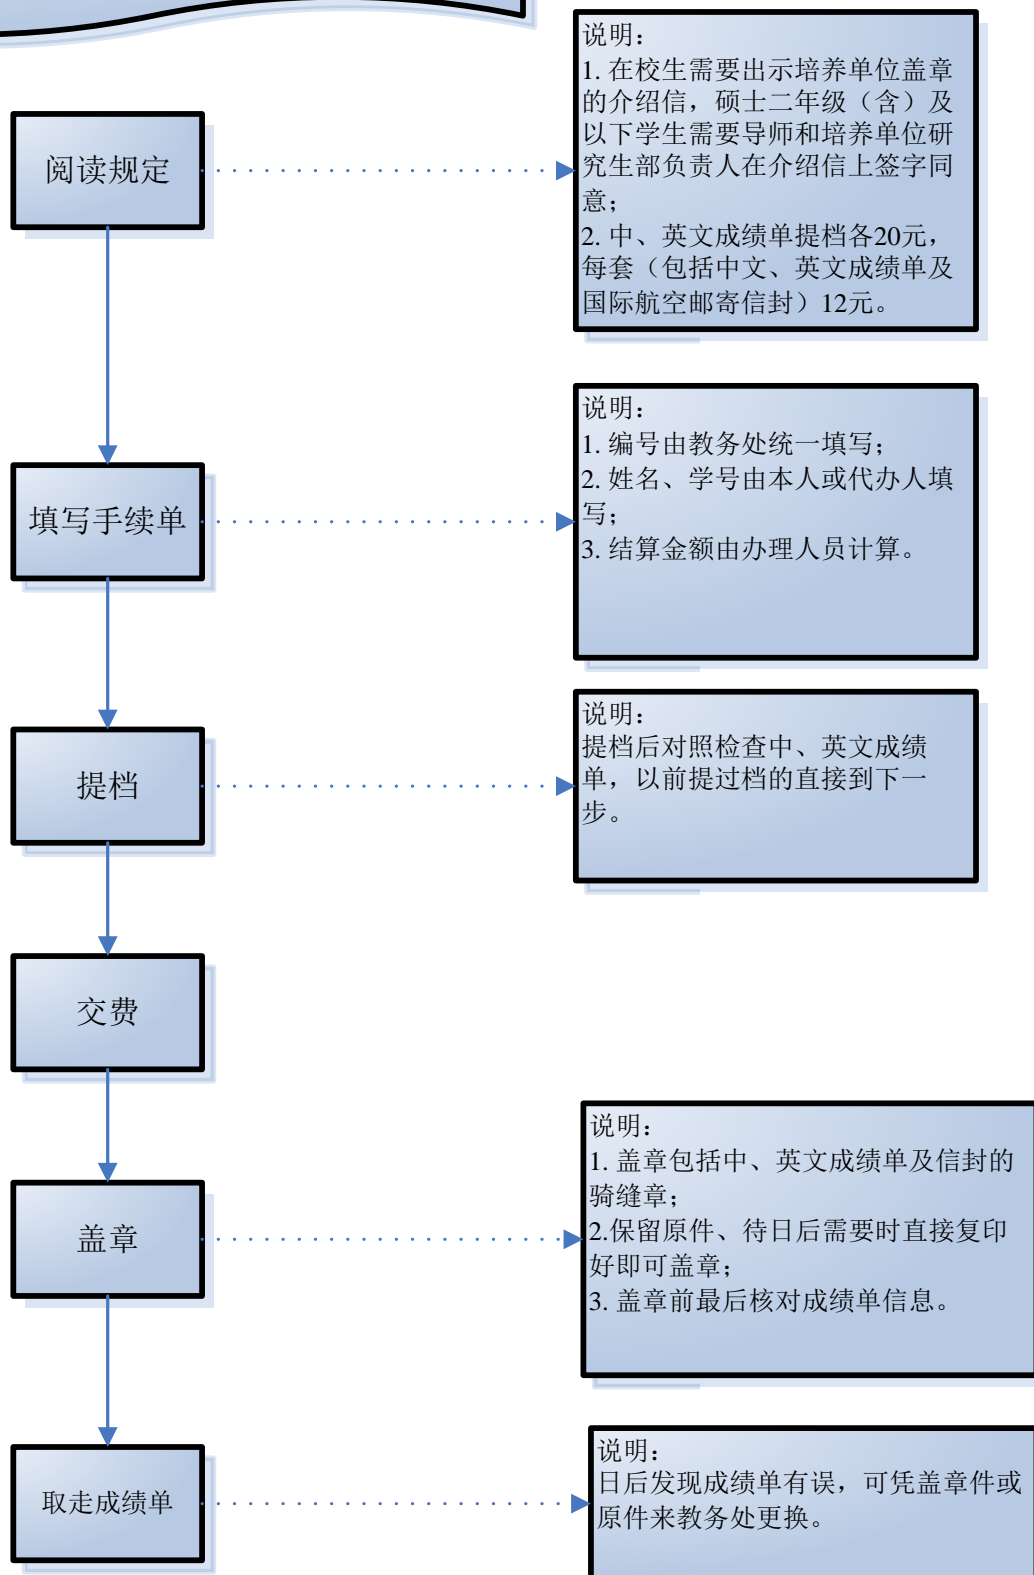 阅读规定
说明：
1. 在校生需要出示培养单位盖章
的介绍信，硕士二年级（含）及
以下学生需要导师和培养单位研
究生部负责人在介绍信上签字同
意；
2. 中、英文成绩单提档各20元，
每套（包括中文、英文成绩单及
国际航空邮寄信封）12元。
填写手续单
说明：
1. 编号由教务处统一填写；
2. 姓名、学号由本人或代办人填
写；
3. 结算金额由办理人员计算。
提档
说明：
提档后对照检查中、英文成绩
单，以前提过档的直接到下一
步。
交费
盖章
说明：
1. 盖章包括中、英文成绩单及信封的
骑缝章；
2.保留原件、待日后需要时直接复印
好即可盖章；
3. 盖章前最后核对成绩单信息。
取走成绩单
说明：
日后发现成绩单有误，可凭盖章件或
原件来教务处更换。